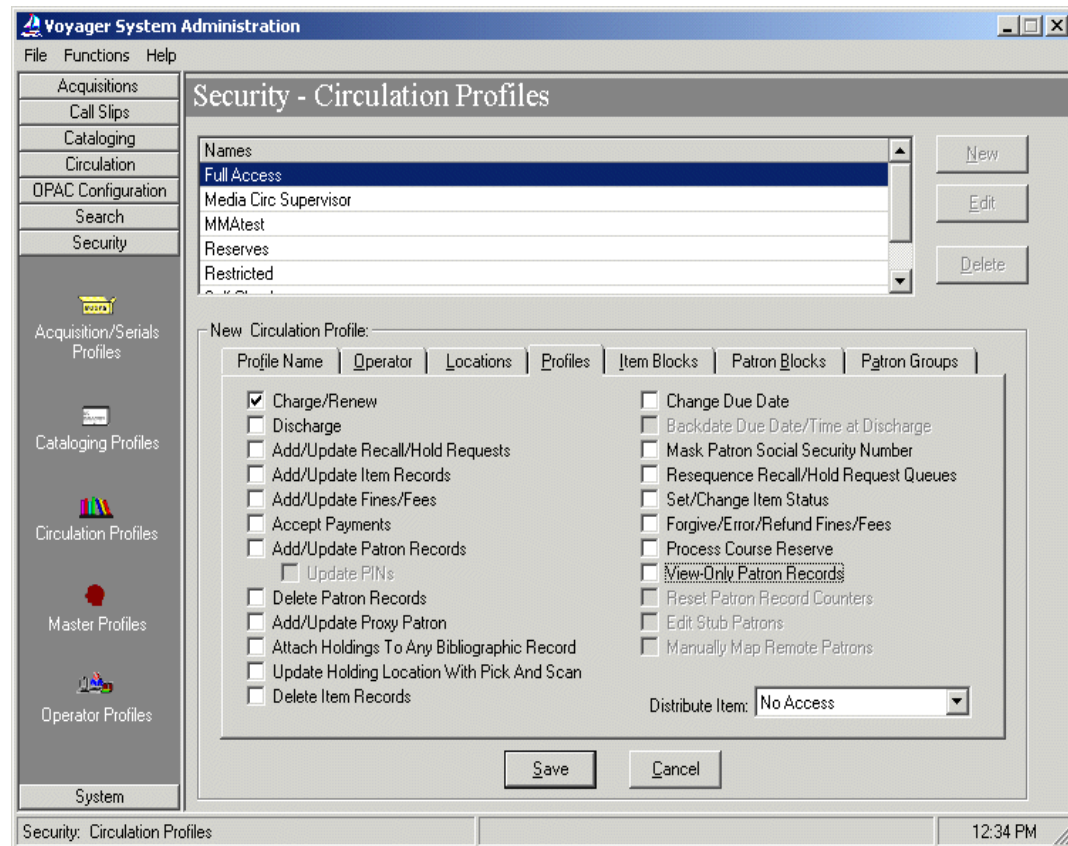 Voyager System Administration
File Functions Help
Acquisitions
Call Slips
Cataloging
Circulation
OPAC Configuration
Search
Security
Acquisition/Serials
Profiles
Cataloging Profiles
Circulation Profiles
Master Profiles
Operator Profiles
System
Security - Circulation Profiles
Names
Full Access
Media Circ Supervisor
MMAtest
Reserves
Restricted
New
Edit
Delete
New Circulation Profile:
Profile Name Operator Locations Profiles Item Blocks Patron Blocks Patron Groups
Charge/Renew
Discharge
Add/Update Recall/Hold Requests
Add/Update Item Records
Add/Update Fines/Fees
Accept Payments
Add/Update Patron Records
Update PINs
Delete Patron Records
Add/Update Proxy Patron
Attach Holdings To Any Bibliographic Record
Update Holding Location With Pick And Scan
Delete Item Records
Change Due Date
Backdate Due Date/Time at Discharge
Mask Patron Social Security Number
Resequence Recall/Hold Request Queues
Set/Change Item Status
Forgive/Error/Refund Fines/Fees
Process Course Reserve
View-Only Patron Records
Reset Patron Record Counters
Edit Stub Patrons
Manually Map Remote Patrons
Distribute Item: No Access
Save Cancel
Security: Circulation Profiles 12:34 PM